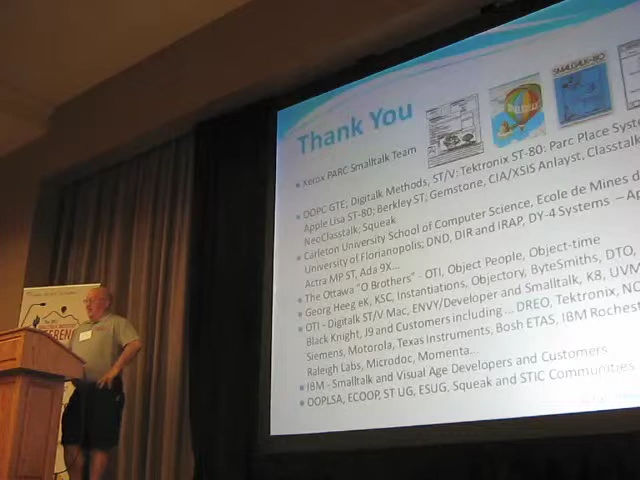 Thank You
SMALLTALK-80
Xerox PARC Smalltalk Team
OOPC GTE; Digitalk Methods, ST/V: Tektronix ST-80: Parc Place Syste
Apple Lisa ST-80; Berkley ST; Gemstone, CIA/XSIS Anlayst, Classtalk
NeoClasstalk; Squeak
Carleton University School of Computer Science, Ecole de Mines d
University of Florianopolis; DND, DIR and IRAP, DY-4 Systems – Ap
Actra MP ST, Ada 9X...
The Ottawa "O Brothers" - OTI, Object People, Object-time
Georg Heeg eK, KSC, Instantiations, Objectory, ByteSmiths, DTO,
OTI - Digitalk ST/V Mac, ENVY/Developer and Smalltalk, K8, UVM
Black Knight, J9 and Customers including ... DREO, Tektronix, NC
Siemens, Motorola, Texas Instruments, Bosh ETAS, IBM Rochest
Raleigh Labs, Microdoc, Momenta...
IBM - Smalltalk and Visual Age Developers and Customers
OOPLSA, ECOOP, ST UG, ESUG, Squeak and STIC Communities